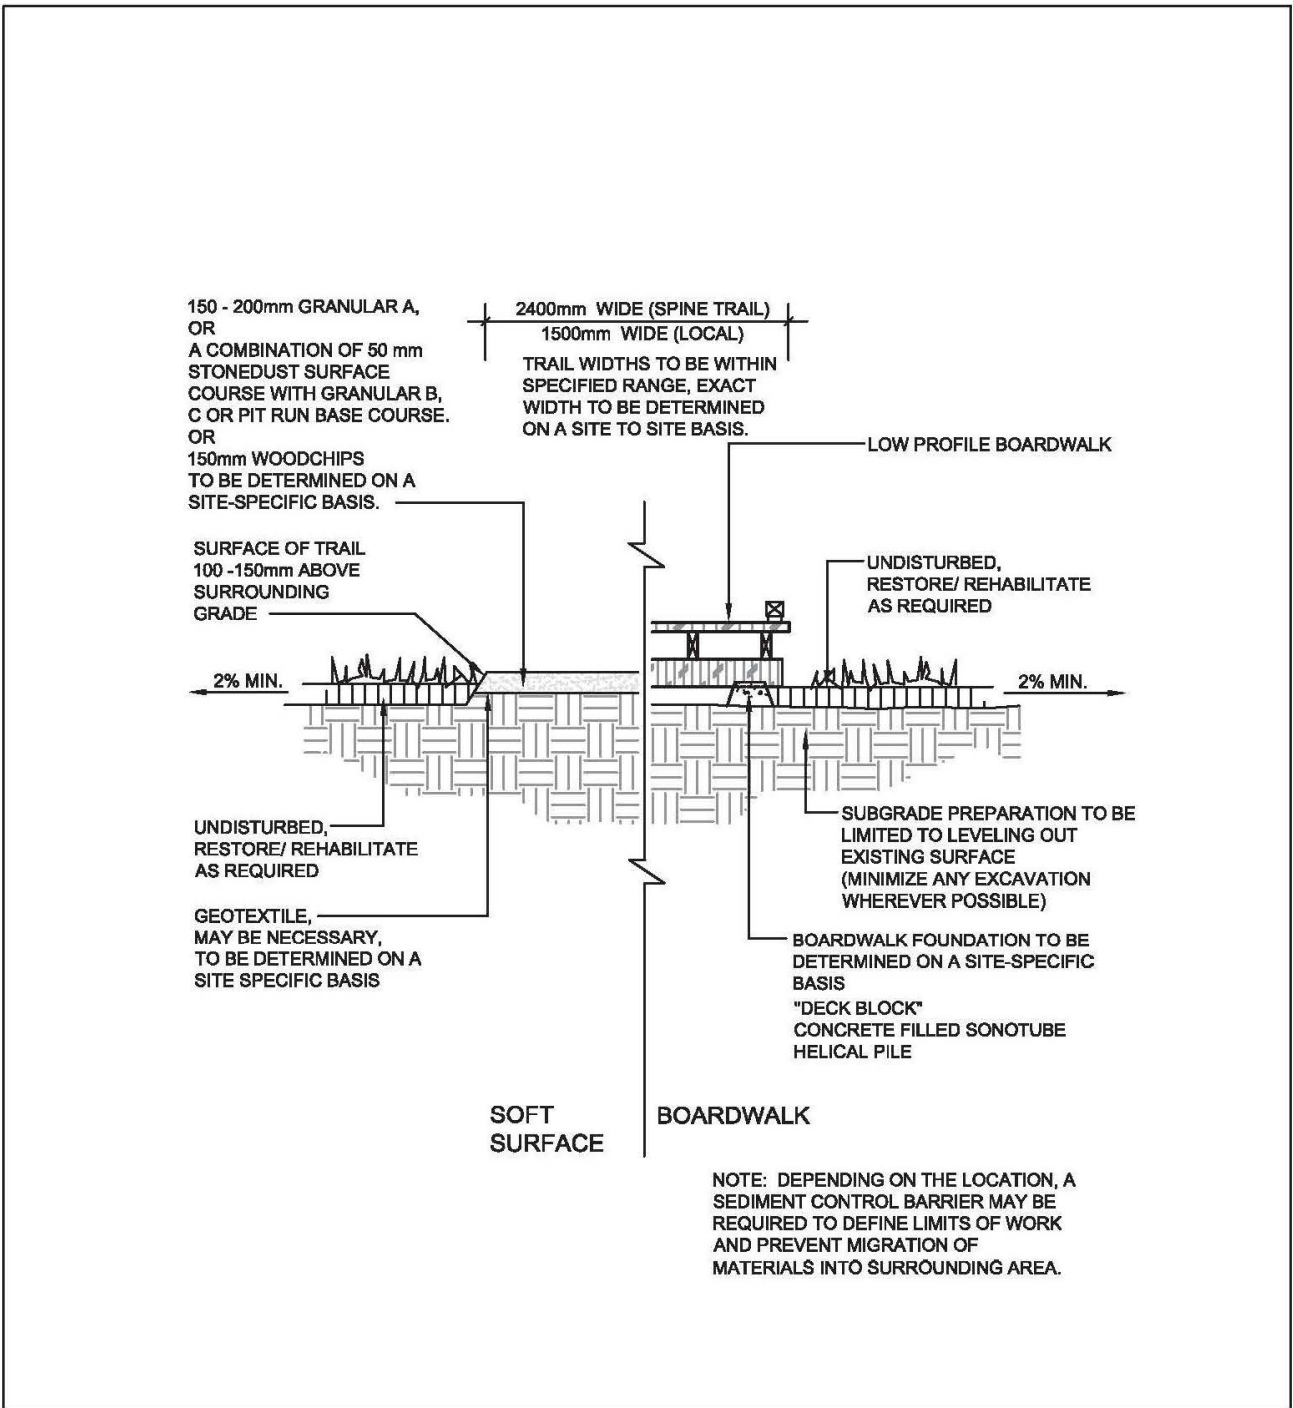 150 - 200mm GRANULAR A,
OR
A COMBINATION OF 50 mm
STONEDUST SURFACE
COURSE WITH GRANULAR B,
C OR PIT RUN BASE COURSE.
OR
150mm WOODCHIPS
TO BE DETERMINED ON A
SITE-SPECIFIC BASIS.
2400mm WIDE (SPINE TRAIL)
1500mm WIDE (LOCAL)
TRAIL WIDTHS TO BE WITHIN
SPECIFIED RANGE, EXACT
WIDTH TO BE DETERMINED
ON A SITE TO SITE BASIS.
LOW PROFILE BOARDWALK
SURFACE OF TRAIL
100 -150mm ABOVE
SURROUNDING
GRADE
UNDISTURBED,
RESTORE/ REHABILITATE
AS REQUIRED
2% MIN.
2% MIN.
UNDISTURBED,
RESTORE/ REHABILITATE
AS REQUIRED
SUBGRADE PREPARATION TO BE
LIMITED TO LEVELING OUT
EXISTING SURFACE
(MINIMIZE ANY EXCAVATION
WHEREVER POSSIBLE)
GEOTEXTILE,
MAY BE NECESSARY,
TO BE DETERMINED ON A
SITE SPECIFIC BASIS
BOARDWALK FOUNDATION TO BE
DETERMINED ON A SITE-SPECIFIC
BASIS
"DECK BLOCK"
CONCRETE FILLED SONOTUBE
HELICAL PILE
SOFT
SURFACE
BOARDWALK
NOTE: DEPENDING ON THE LOCATION, A
SEDIMENT CONTROL BARRIER MAY BE
REQUIRED TO DEFINE LIMITS OF WORK
AND PREVENT MIGRATION OF
MATERIALS INTO SURROUNDING AREA.